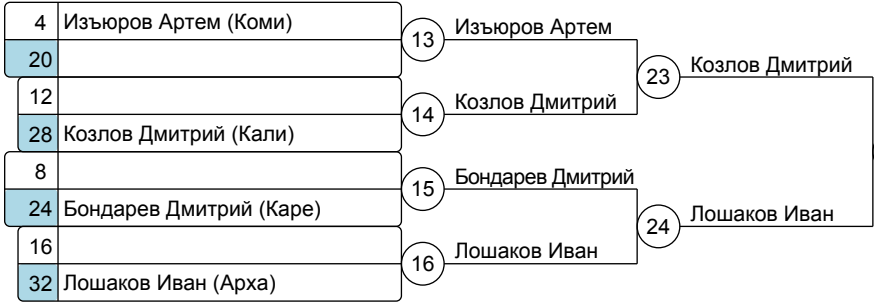 4 Изъюров Артем (Коми)
20
12
28 Козлов Дмитрий (Кали)
8
24 Бондарев Дмитрий (Каре)
16
32 Лошаков Иван (Арха)
13 Изъюров Артем
14 Козлов Дмитрий
15 Бондарев Дмитрий
16 Лошаков Иван
23 Козлов Дмитрий
24 Лошаков Иван